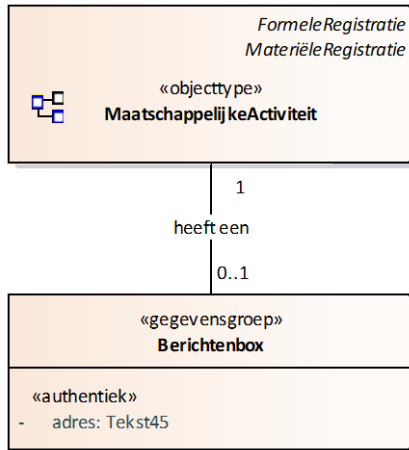 FormeleRegistratie
MateriëleRegistratie
«objecttype»
MaatschappelijkeActiviteit
1
heeft een
0..1
«gegevensgroep»
Berichtenbox
«authentiek»
- adres: Tekst45